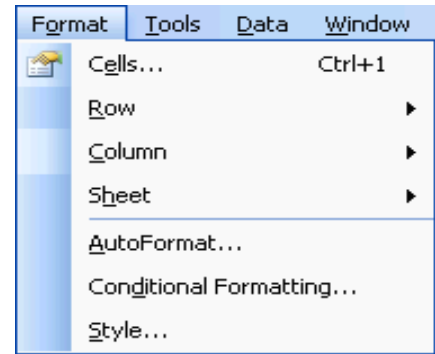 Format Tools Data Window
Cells... Ctrl+1
Row
Column
Sheet
AutoFormat...
Conditional Formatting...
Style...